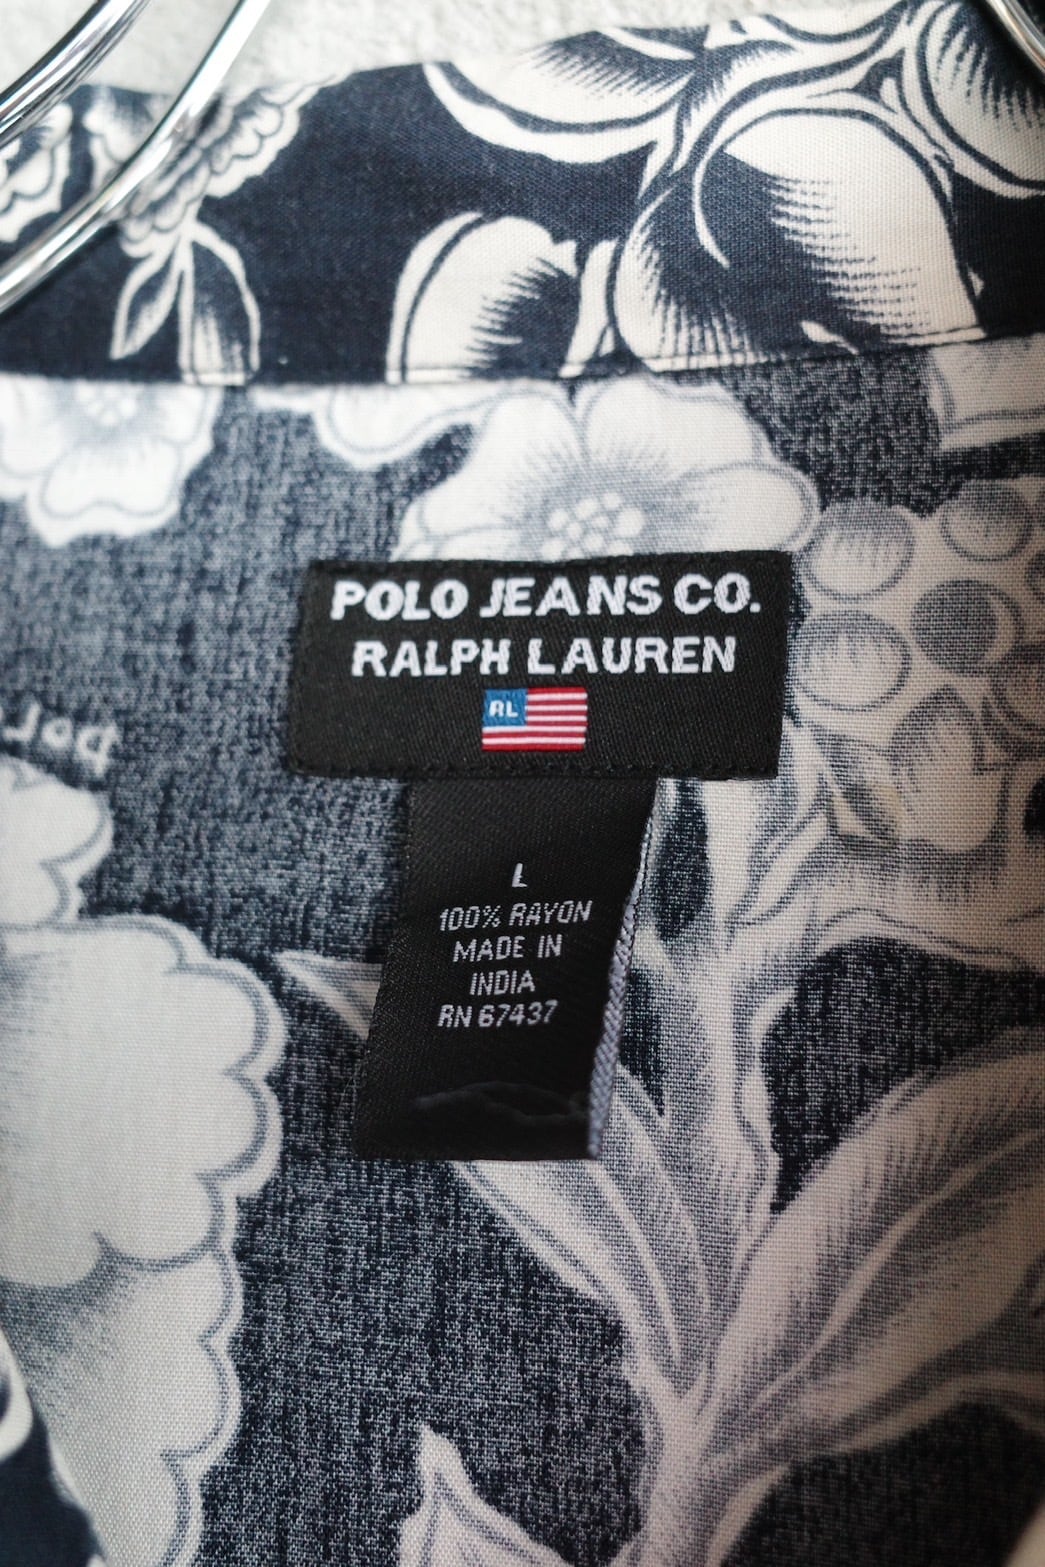 POLO JEANS CO.
RALPH LAUREN
RL
L
100% RAYON
MADE IN
INDIA
RN 67437